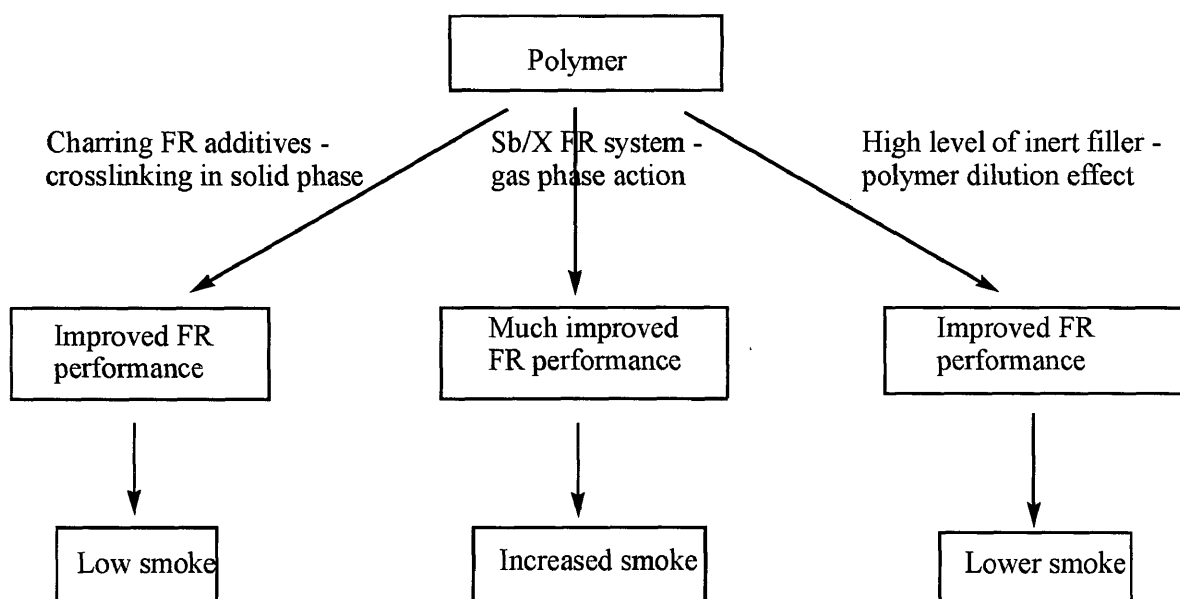 Polymer
Charring FR additives -
crosslinking in solid phase
Sb/X FR system -
gas phase action
High level of inert filler -
polymer dilution effect
Improved FR
performance
Much improved
FR performance
Improved FR
performance
Low smoke
Increased smoke
Lower smoke